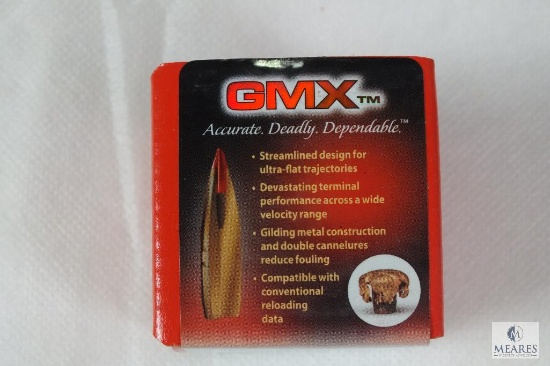 GMX™
Accurate. Deadly. Dependable.™
• Streamlined design for
ultra-flat trajectories
• Devastating terminal
performance across a wide
velocity range
• Gilding metal construction
and double cannelures
reduce fouling
• Compatible with
conventional
reloading
data
M
MEARES